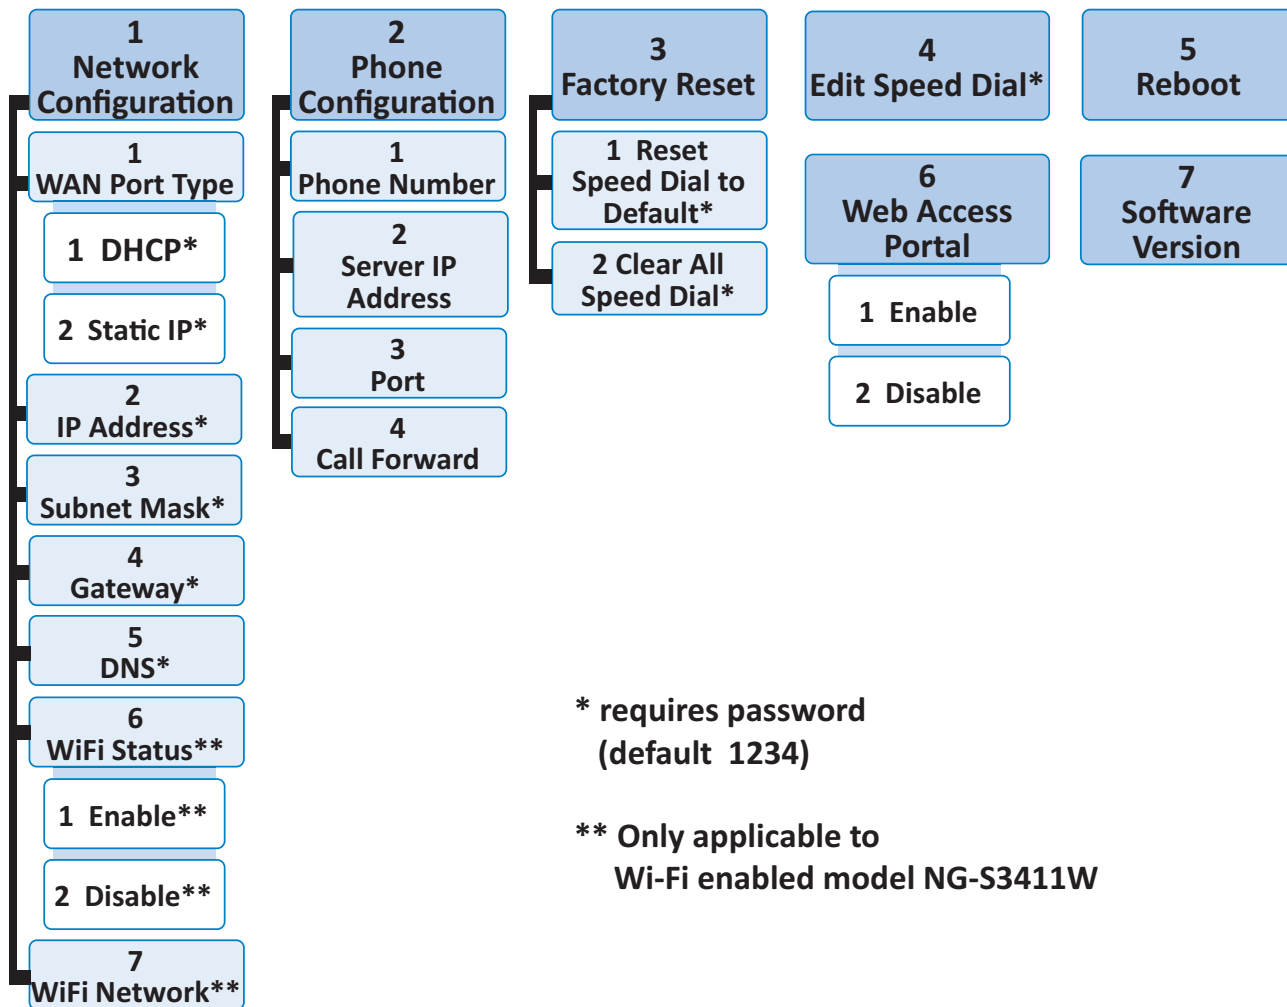 1
Network
Configuration
1
WAN Port Type
1 DHCP*
2 Static IP*
2
IP Address*
3
Subnet Mask*
4
Gateway*
5
DNS*
6
WiFi Status**
1 Enable**
2 Disable**
7
WiFi Network**
2
Phone
Configuration
1
Phone Number
2
Server IP
Address
3
Port
4
Call Forward
3
Factory Reset
1 Reset
Speed Dial to
Default*
2 Clear All
Speed Dial*
4
Edit Speed Dial*
5
Reboot
6
Web Access
Portal
1 Enable
2 Disable
7
Software
Version
* requires password
(default 1234)
** Only applicable to
Wi-Fi enabled model NG-S3411W